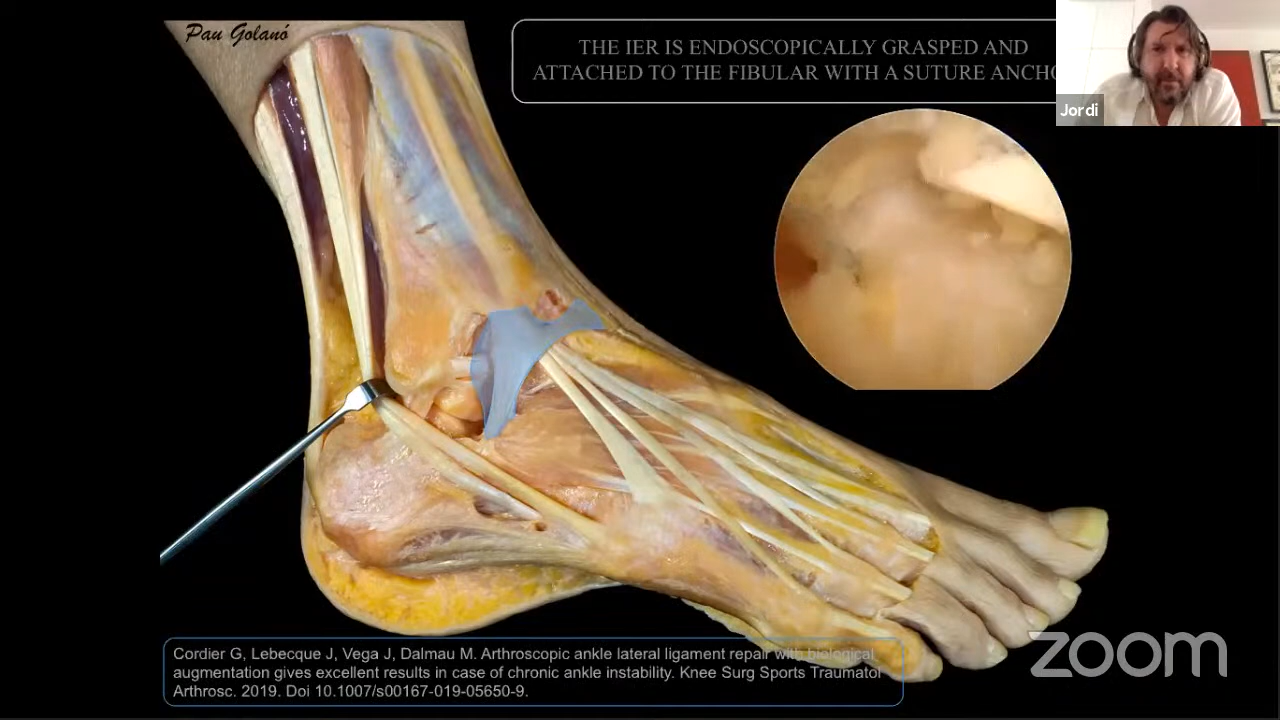 Pau Golanó
THE IER IS ENDOSCOPICALLY GRASPED AND
ATTACHED TO THE FIBULAR WITH A SUTURE ANCHO
Jordi
Cordier G, Lebecque J, Vega J, Dalmau M. Arthroscopic ankle lateral ligament repair with biological
augmentation gives excellent results in case of chronic ankle instability. Knee Surg Sports Traumatol
Arthrosc. 2019. Doi 10.1007/s00167-019-05650-9.
zoom